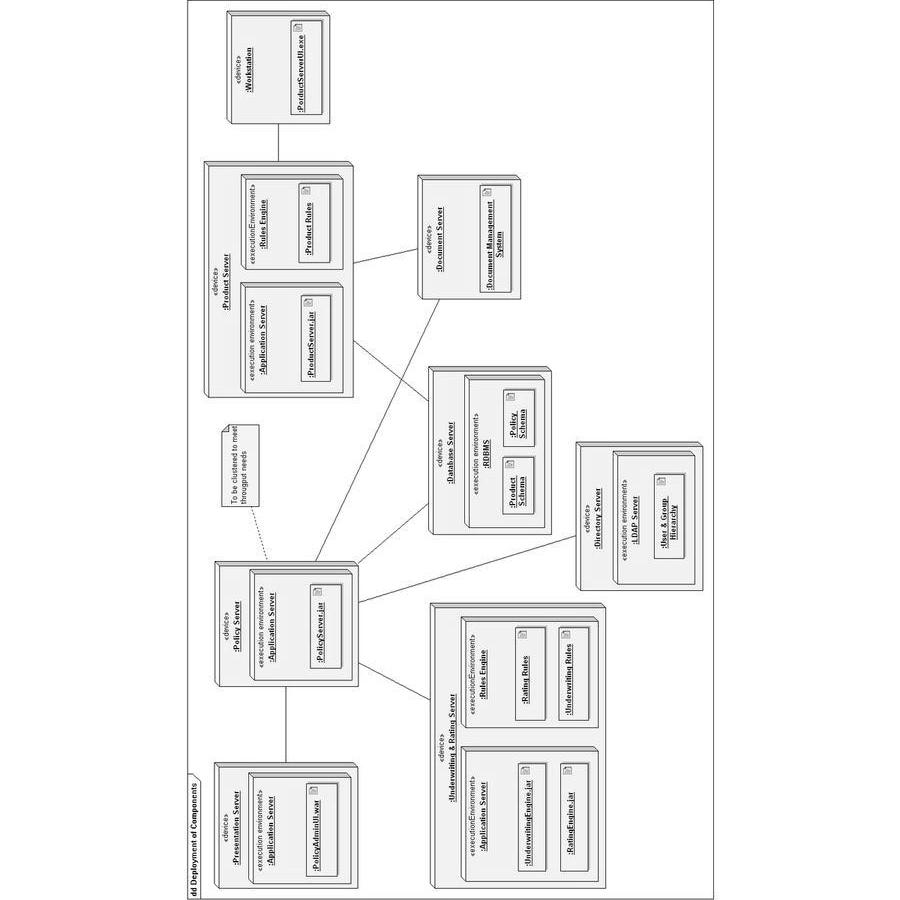 dd Deployment of Components
«device»
:Presentation Server
«execution environment»
:Application Server
:PolicyAdminUI.war
«device»
:Policy Server
«execution environment»
:Application Server
:PolicyServer.jar
To be clustered to meet
througput needs
«device»
:Product Server
«execution environment»
:Application Server
:ProductServer.jar
«executionEnvironment»
:Rules Engine
:Product Rules
«device»
:Workstation
:PorductServerUI.exe
«device»
:Underwriting & Rating Server
«executionEnvironment»
:Application Server
:UnderwritingEngine.jar
:RatingEngine.jar
«executionEnvironment»
:Rules Engine
:Rating Rules
:Underwriting Rules
«device»
:Database Server
«execution environment»
:RDBMS
:Product
Schema
:Policy
Schema
«device»
:Document Server
:Document Management
System
«device»
:Directory Server
«execution environment»
:LDAP Server
:User & Group
Hierarchy